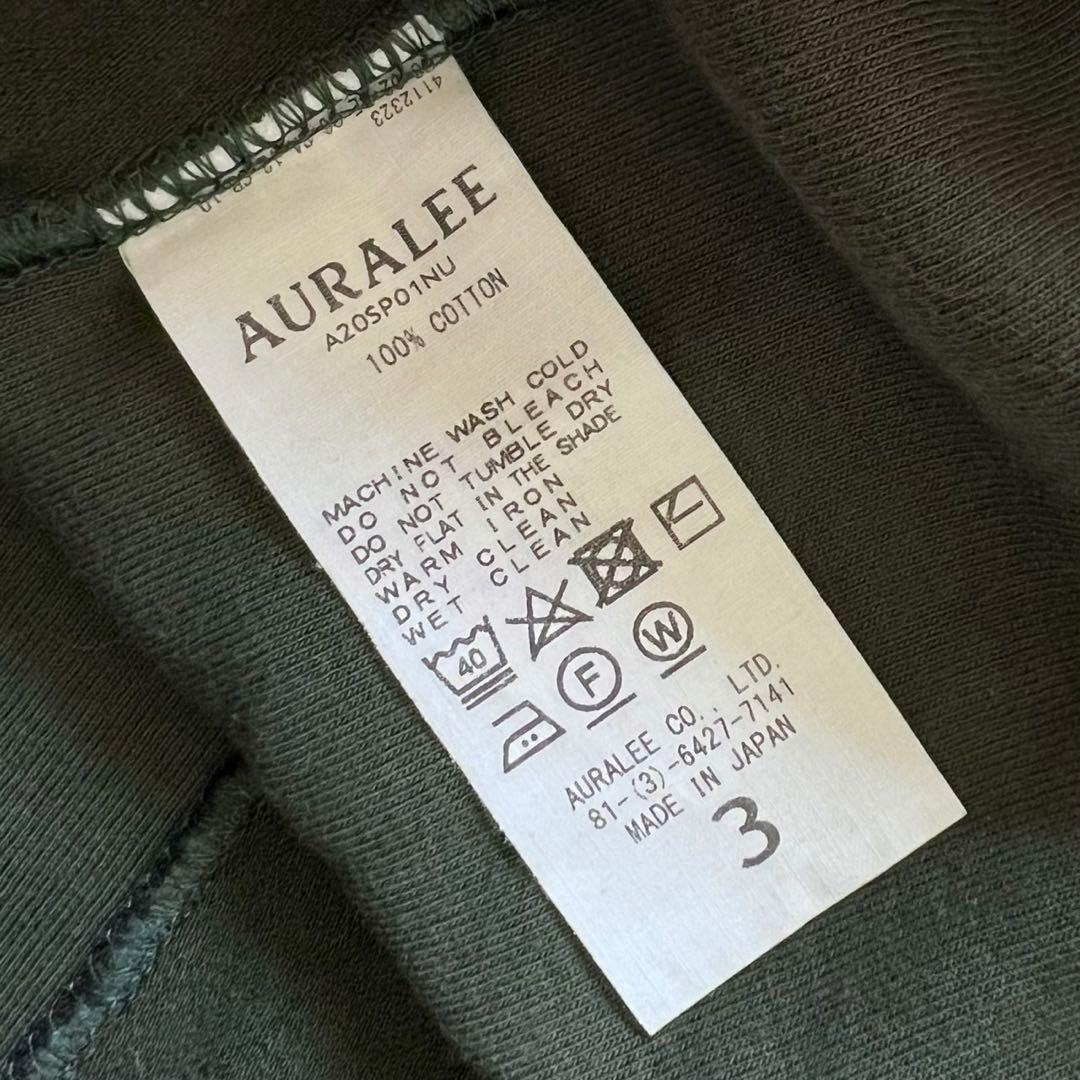 4112323
AURALEE
A20SP01NU
100% COTTON
MACHINE WASH COLD
DO NOT BLEACH
DO NOT TUMBLE DRY
DRY FLAT IN THE SHADE
WARM IRON
DRY CLEAN
WET CLEAN
40
F
W
AURALEE CO., LTD.
81-(3)-6427-7141
MADE IN JAPAN
3